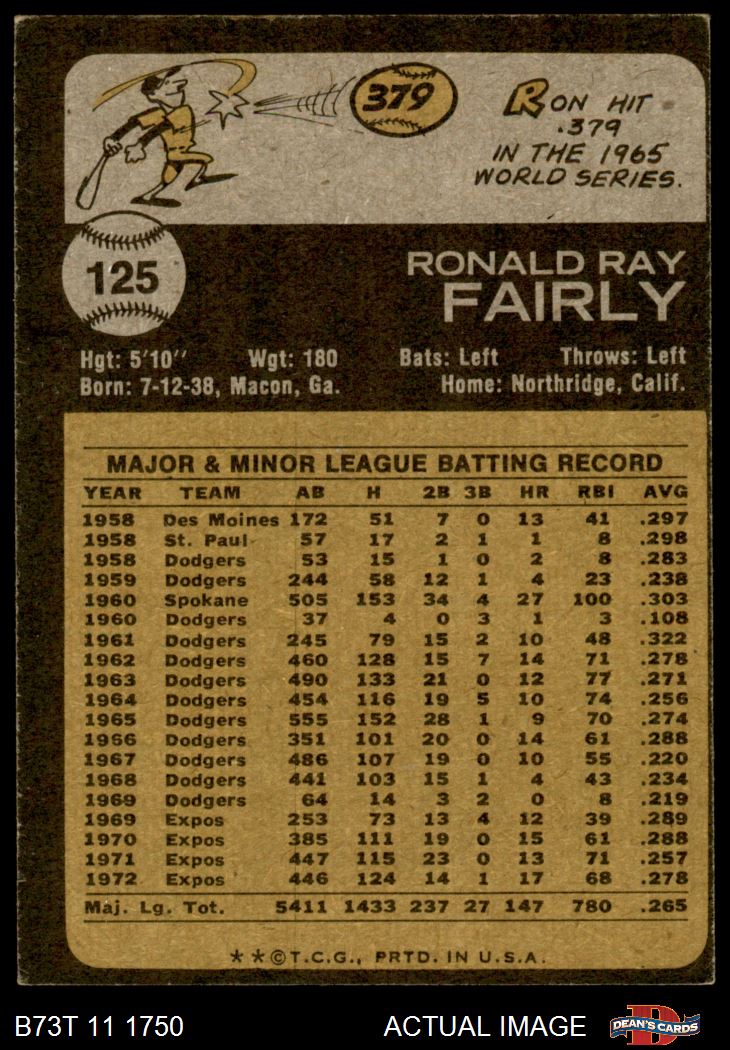 379
RON HIT
.379
IN THE 1965
WORLD SERIES.
125
RONALD RAY
FAIRLY
Hgt: 5'10'' Wgt: 180 Bats: Left Throws: Left
Born: 7-12-38, Macon, Ga. Home: Northridge, Calif.
MAJOR & MINOR LEAGUE BATTING RECORD
YEAR TEAM AB H 2B 3B HR RBI AVG
1958 Des Moines 172 51 7 0 13 41 .297
1958 St. Paul 57 17 2 1 1 8 .298
1958 Dodgers 53 15 1 0 2 8 .283
1959 Dodgers 244 58 12 1 4 23 .238
1960 Spokane 505 153 34 4 27 100 .303
1960 Dodgers 37 4 0 3 1 3 .108
1961 Dodgers 245 79 15 2 10 48 .322
1962 Dodgers 460 128 15 7 14 71 .278
1963 Dodgers 490 133 21 0 12 77 .271
1964 Dodgers 454 116 19 5 10 74 .256
1965 Dodgers 555 152 28 1 9 70 .274
1966 Dodgers 351 101 20 0 14 61 .288
1967 Dodgers 486 107 19 0 10 55 .220
1968 Dodgers 441 103 15 1 4 43 .234
1969 Dodgers 64 14 3 2 0 8 .219
1969 Expos 253 73 13 4 12 39 .289
1970 Expos 385 111 19 0 15 61 .288
1971 Expos 447 115 23 0 13 71 .257
1972 Expos 446 124 14 1 17 68 .278
Maj. Lg. Tot. 5411 1433 237 27 147 780 .265
**©T.C.G., PRTD. IN U.S.A.
B73T 11 1750 ACTUAL IMAGE D DEAN'S CARDS